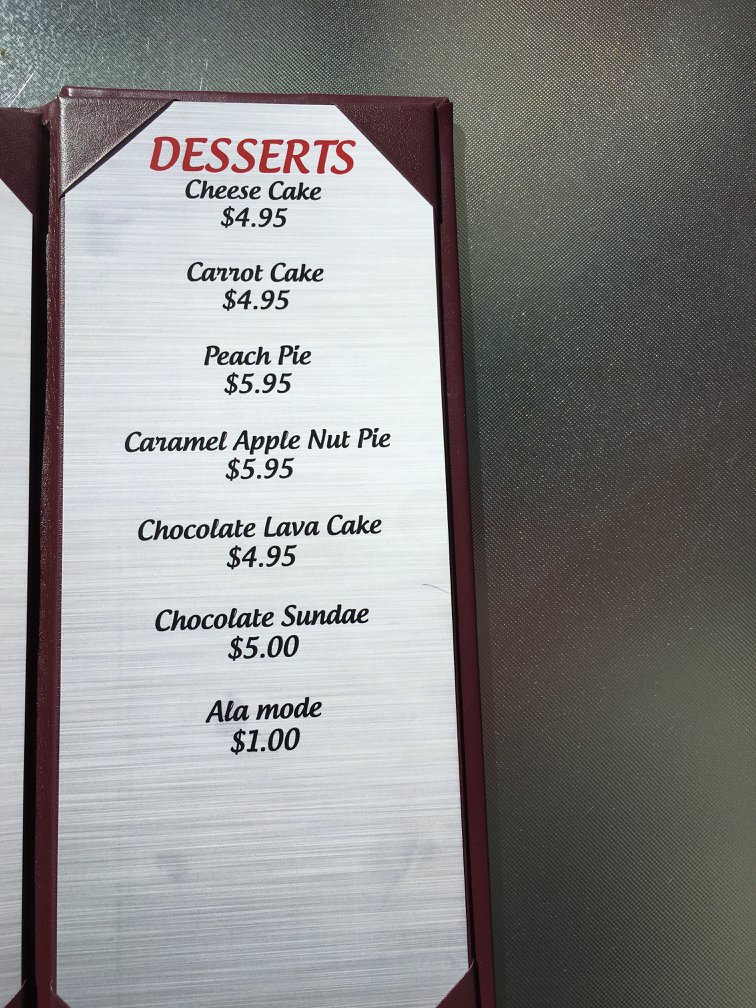 DESSERTS
Cheese Cake
$4.95
Carrot Cake
$4.95
Peach Pie
$5.95
Caramel Apple Nut Pie
$5.95
Chocolate Lava Cake
$4.95
Chocolate Sundae
$5.00
Ala mode
$1.00